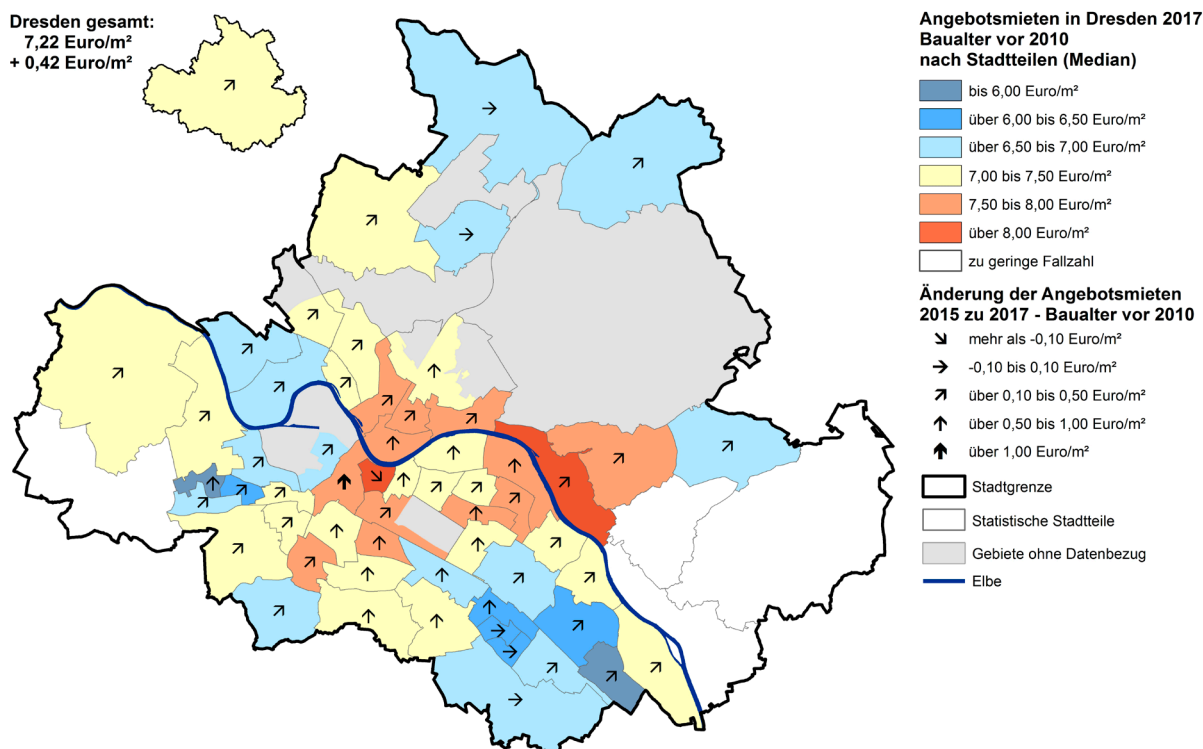 Dresden gesamt:
7,22 Euro/m²
+ 0,42 Euro/m²
Angebotsmieten in Dresden 2017
Baualter vor 2010
nach Stadtteilen (Median)
bis 6,00 Euro/m²
über 6,00 bis 6,50 Euro/m²
über 6,50 bis 7,00 Euro/m²
7,00 bis 7,50 Euro/m²
7,50 bis 8,00 Euro/m²
über 8,00 Euro/m²
zu geringe Fallzahl
Änderung der Angebotsmieten
2015 zu 2017 - Baualter vor 2010
mehr als -0,10 Euro/m²
-0,10 bis 0,10 Euro/m²
über 0,10 bis 0,50 Euro/m²
über 0,50 bis 1,00 Euro/m²
über 1,00 Euro/m²
Stadtgrenze
Statistische Stadtteile
Gebiete ohne Datenbezug
Elbe